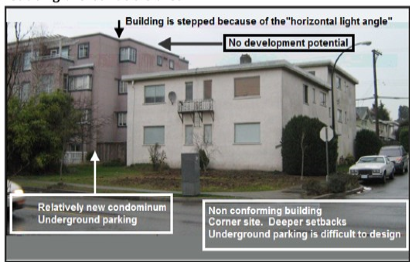 Building is stepped because of the"horizontal light angle"
No development potential
Relatively new condominum
Underground parking
Non conforming building
Corner site. Deeper setbacks
Underground parking is difficult to design